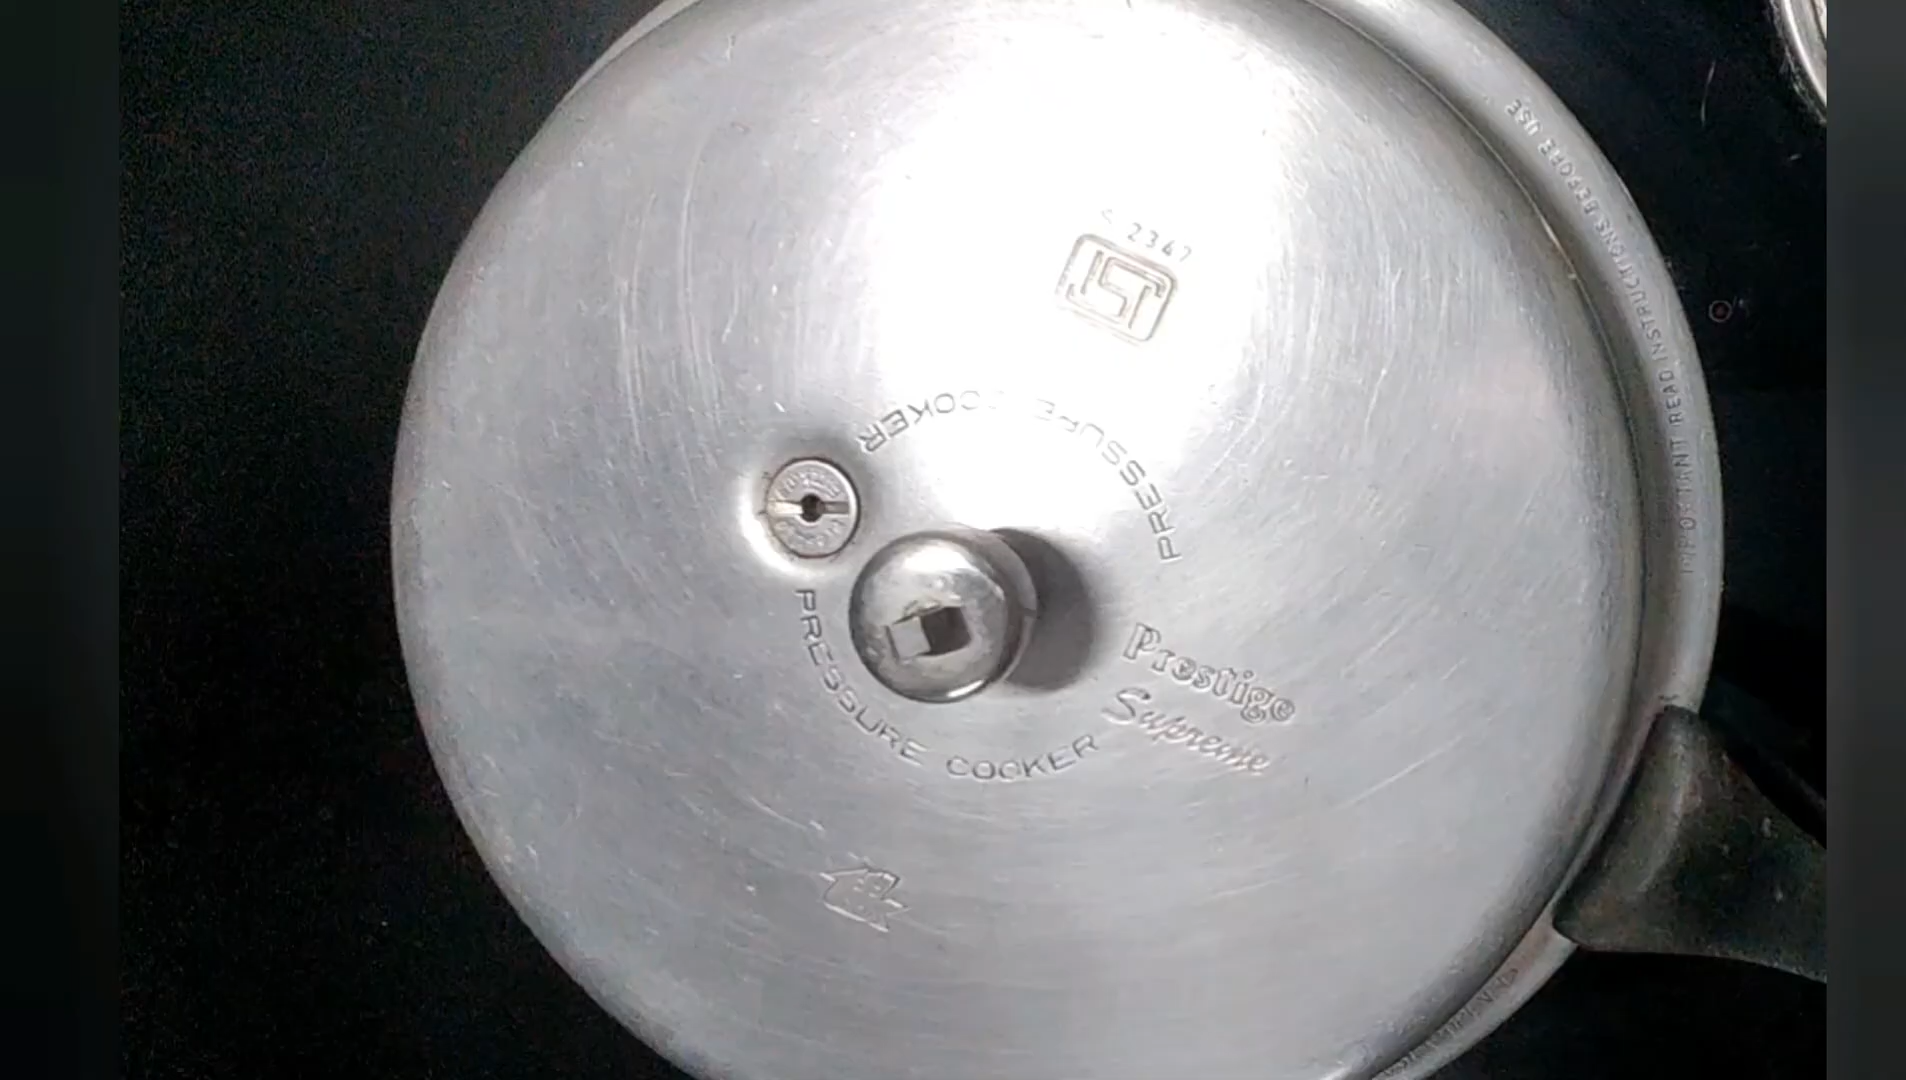 2347
PRESSURE COOKER
PRESSURE COOKER
Prestige
Supreme
IMPORTANT READ INSTRUCTIONS BEFORE USE